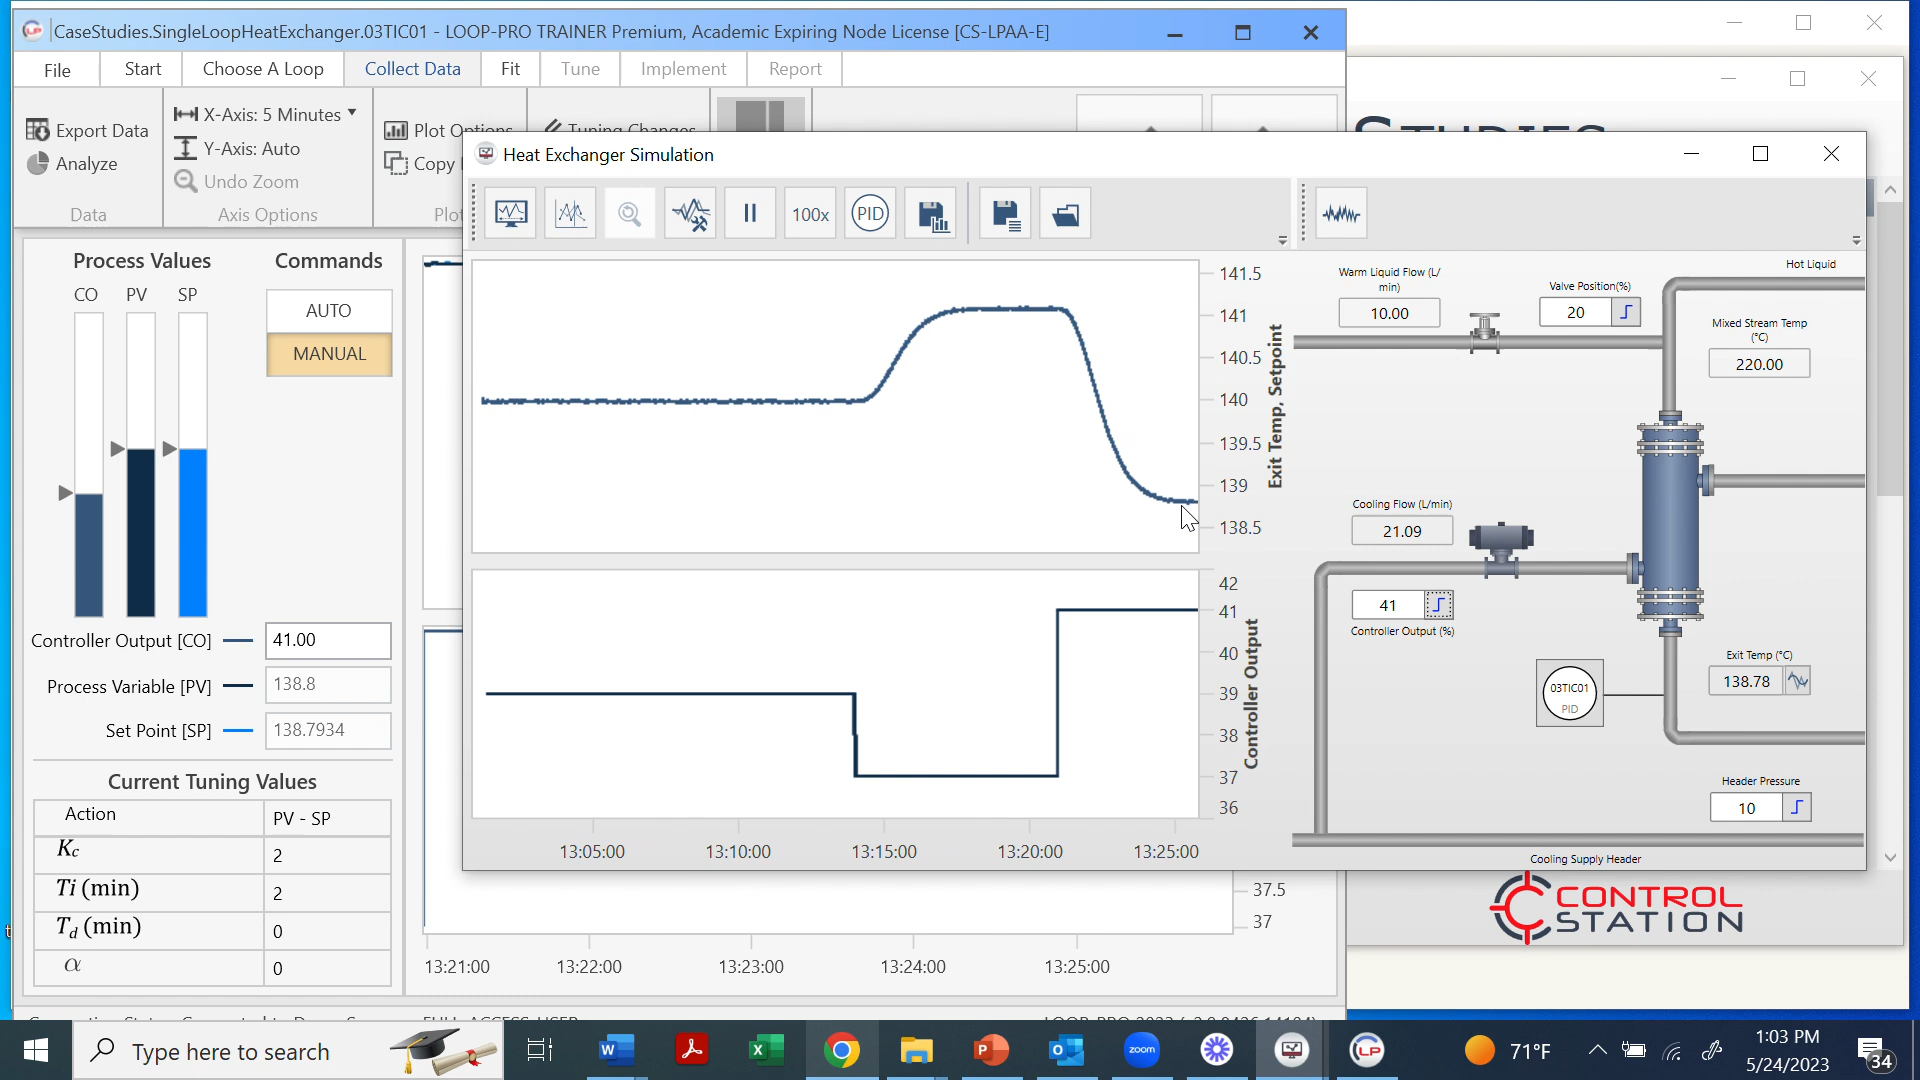 CaseStudies.SingleLoopHeatExchanger.03TIC01 - LOOP-PRO TRAINER Premium, Academic Expiring Node License [CS-LPAA-E]
File Start Choose A Loop Collect Data Fit Tune Implement Report
Export Data
Analyze
Data
X-Axis: 5 Minutes
Y-Axis: Auto
Undo Zoom
Axis Options
Plot Options
Copy
Plot
Tuning Changes
STUDIES
Heat Exchanger Simulation
100x
PID
Process Values
CO PV SP
Commands
AUTO
MANUAL
Controller Output [CO] 41.00
Process Variable [PV] 138.8
Set Point [SP] 138.7934
Current Tuning Values
Action PV - SP
Kc 2
Ti (min) 2
Td (min) 0
α 0
141.5
141
140.5
140
139.5
139
138.5
Exit Temp, Setpoint
42
41
40
39
38
37
36
Controller Output
13:05:00 13:10:00 13:15:00 13:20:00 13:25:00
Warm Liquid Flow (L/
min)
10.00
Valve Position(%)
20
Hot Liquid
Mixed Stream Temp
(°C)
220.00
Cooling Flow (L/min)
21.09
41
Controller Output (%)
03TIC01
PID
Exit Temp (°C)
138.78
Header Pressure
10
Cooling Supply Header
37.5
37
13:21:00 13:22:00 13:23:00 13:24:00 13:25:00
CONTROL
STATION
Type here to search
zoom
LP
71°F
1:03 PM
5/24/2023
34